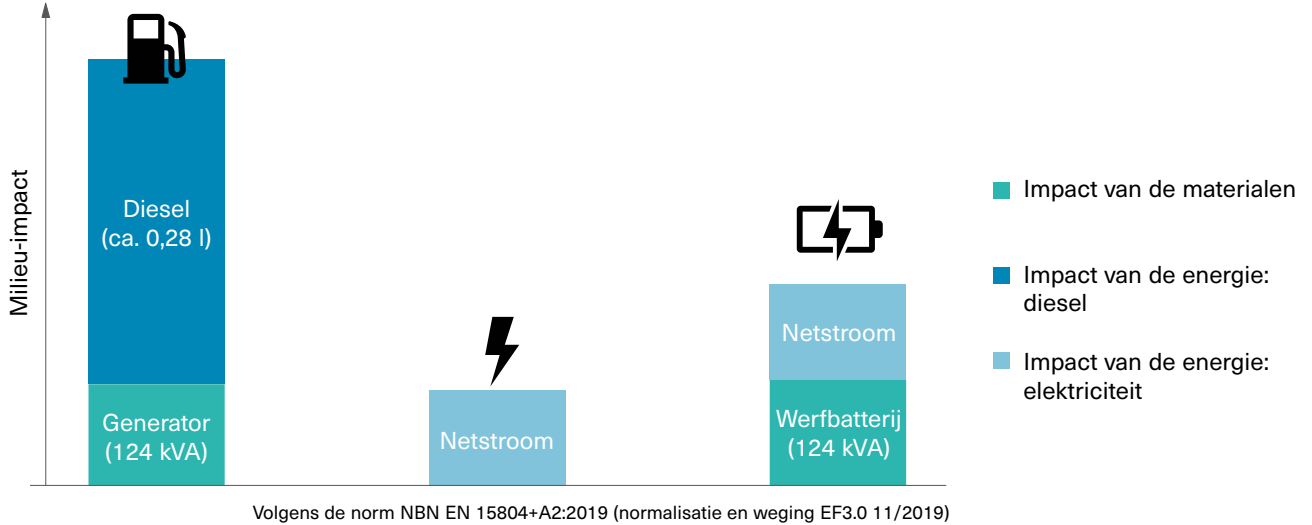 Milieu-impact
Diesel
(ca. 0,28 l)
Generator
(124 kVA)
Netstroom
Netstroom
Werfbatterij
(124 kVA)
Impact van de materialen
Impact van de energie:
diesel
Impact van de energie:
elektriciteit
Volgens de norm NBN EN 15804+A2:2019 (normalisatie en weging EF3.0 11/2019)